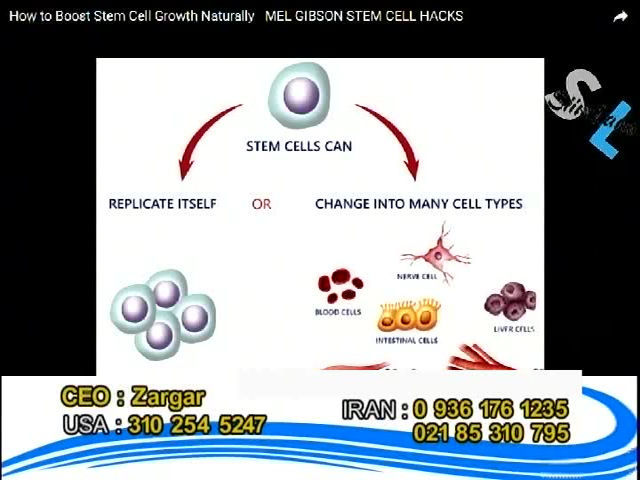 How to Boost Stem Cell Growth Naturally MEL GIBSON STEM CELL HACKS
SL
STEM CELLS CAN
REPLICATE ITSELF OR CHANGE INTO MANY CELL TYPES
NERVE CELL
BLOOD CELLS
INTESTINAL CELLS
LIVER CELLS
CEO : Zargar
USA : 310 254 5247
IRAN : 0 936 176 1235
021 85 310 795